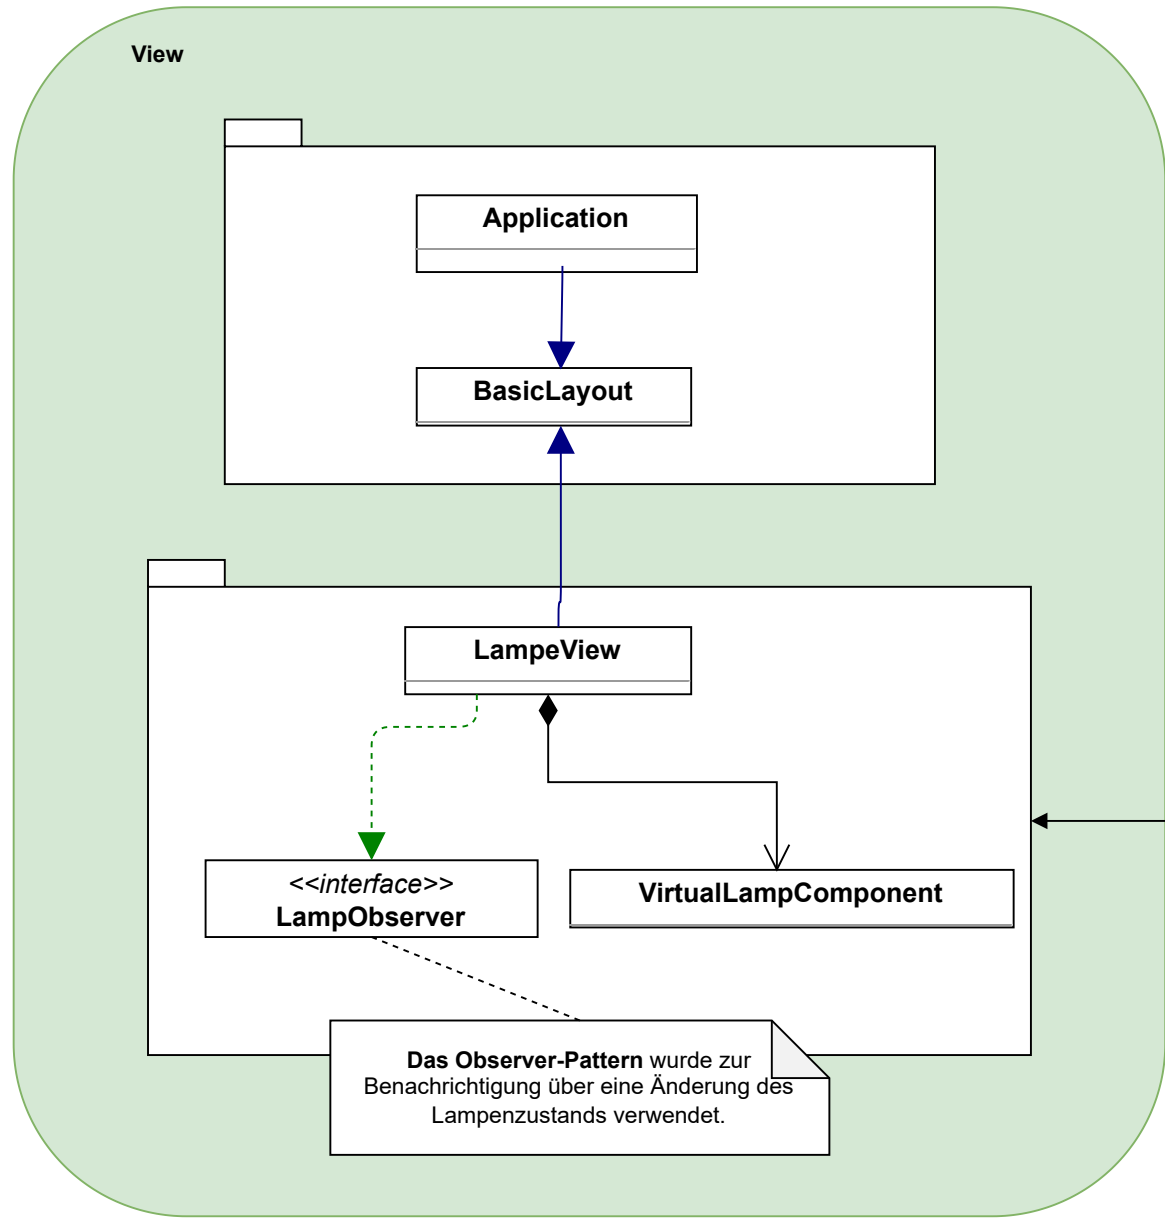 View
Application
BasicLayout
LampeView
<<interface>>
LampObserver
VirtualLampComponent
Das Observer-Pattern wurde zur
Benachrichtigung über eine Änderung des
Lampenzustands verwendet.